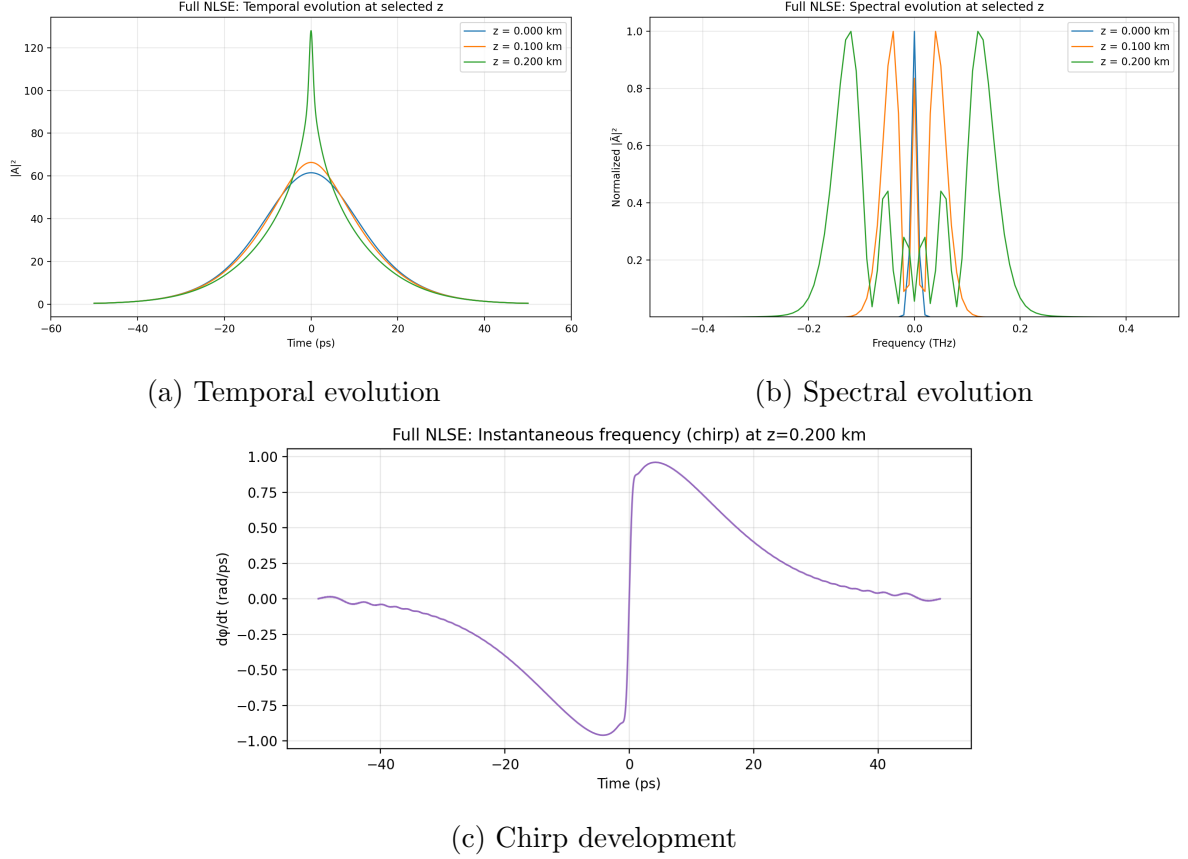 Full NLSE: Temporal evolution at selected z
|A|²
120
100
80
60
40
20
0
−60
−40
−20
0
20
40
60
Time (ps)
z = 0.000 km
z = 0.100 km
z = 0.200 km
(a) Temporal evolution
Full NLSE: Spectral evolution at selected z
Normalized |Ã|²
1.0
0.8
0.6
0.4
0.2
−0.4
−0.2
0.0
0.2
0.4
Frequency (THz)
z = 0.000 km
z = 0.100 km
z = 0.200 km
(b) Spectral evolution
Full NLSE: Instantaneous frequency (chirp) at z=0.200 km
dφ/dt (rad/ps)
1.00
0.75
0.50
0.25
0.00
−0.25
−0.50
−0.75
−1.00
−40
−20
0
20
40
Time (ps)
(c) Chirp development